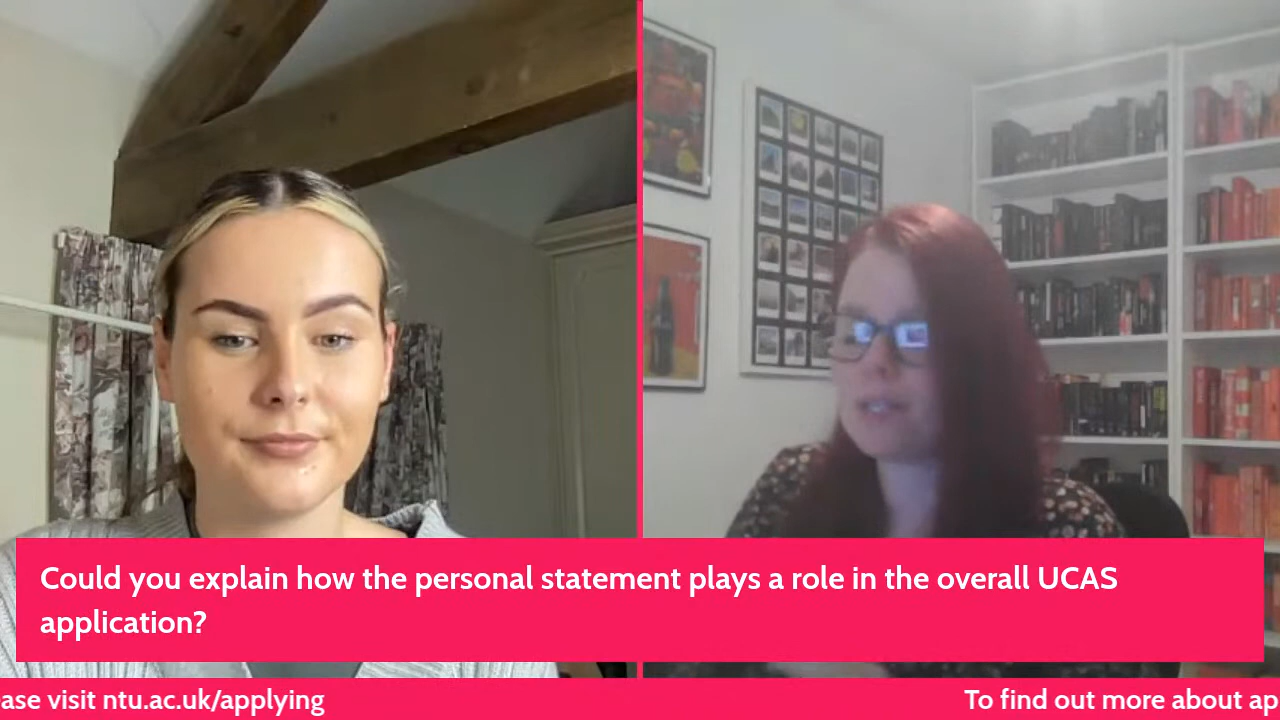 Could you explain how the personal statement plays a role in the overall UCAS
application?
ase visit ntu.ac.uk/applying
To find out more about ap